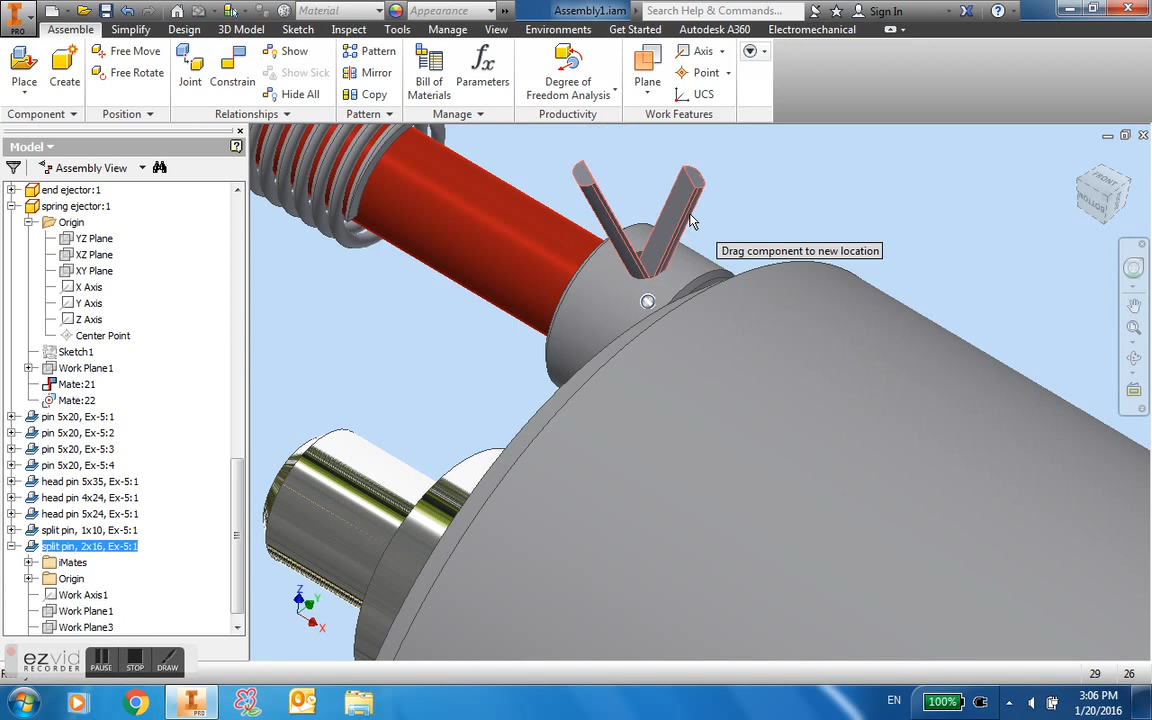 Material
Appearance
Assembly1.iam
Search Help & Commands...
Sign In
PRO
Assemble
Simplify
Design
3D Model
Sketch
Inspect
Tools
Manage
View
Environments
Get Started
Autodesk A360
Electromechanical
Place
Create
Free Move
Free Rotate
Joint
Constrain
Show
Show Sick
Hide All
Pattern
Mirror
Copy
Bill of
Materials
fx
Parameters
Degree of
Freedom Analysis
Plane
Axis
Point
UCS
Component
Position
Relationships
Pattern
Manage
Productivity
Work Features
Model
Assembly View
end ejector:1
spring ejector:1
Origin
YZ Plane
XZ Plane
XY Plane
X Axis
Y Axis
Z Axis
Center Point
Sketch1
Work Plane1
Mate:21
Mate:22
pin 5x20, Ex-5:1
pin 5x20, Ex-5:2
pin 5x20, Ex-5:3
pin 5x20, Ex-5:4
head pin 5x35, Ex-5:1
head pin 4x24, Ex-5:1
head pin 5x24, Ex-5:1
split pin, 1x10, Ex-5:1
split pin, 2x16, Ex-5:1
iMates
Origin
Work Axis1
Work Plane1
Work Plane3
Drag component to new location
BOTTOM
Z
Y
X
ezvid
RECORDER
PAUSE
STOP
DRAW
29
26
PRO
EN
100%
3:06 PM
1/20/2016